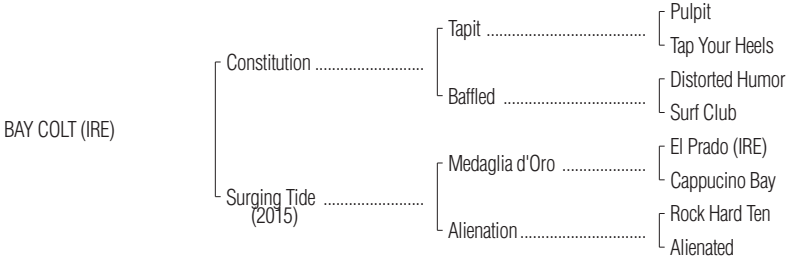 Pulpit
Tapit
Tap Your Heels
Constitution
Distorted Humor
Baffled
Surf Club
BAY COLT (IRE)
El Prado (IRE)
Medaglia d'Oro
Cappucino Bay
Surging Tide
(2015)
Rock Hard Ten
Alienation
Alienated